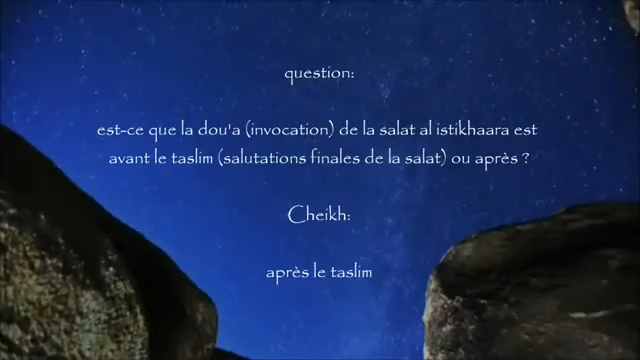 question:
est-ce que la dou'a (invocation) de la salat al istikhaara est
avant le taslim (salutations finales de la salat) ou après ?
Cheikh:
après le taslim